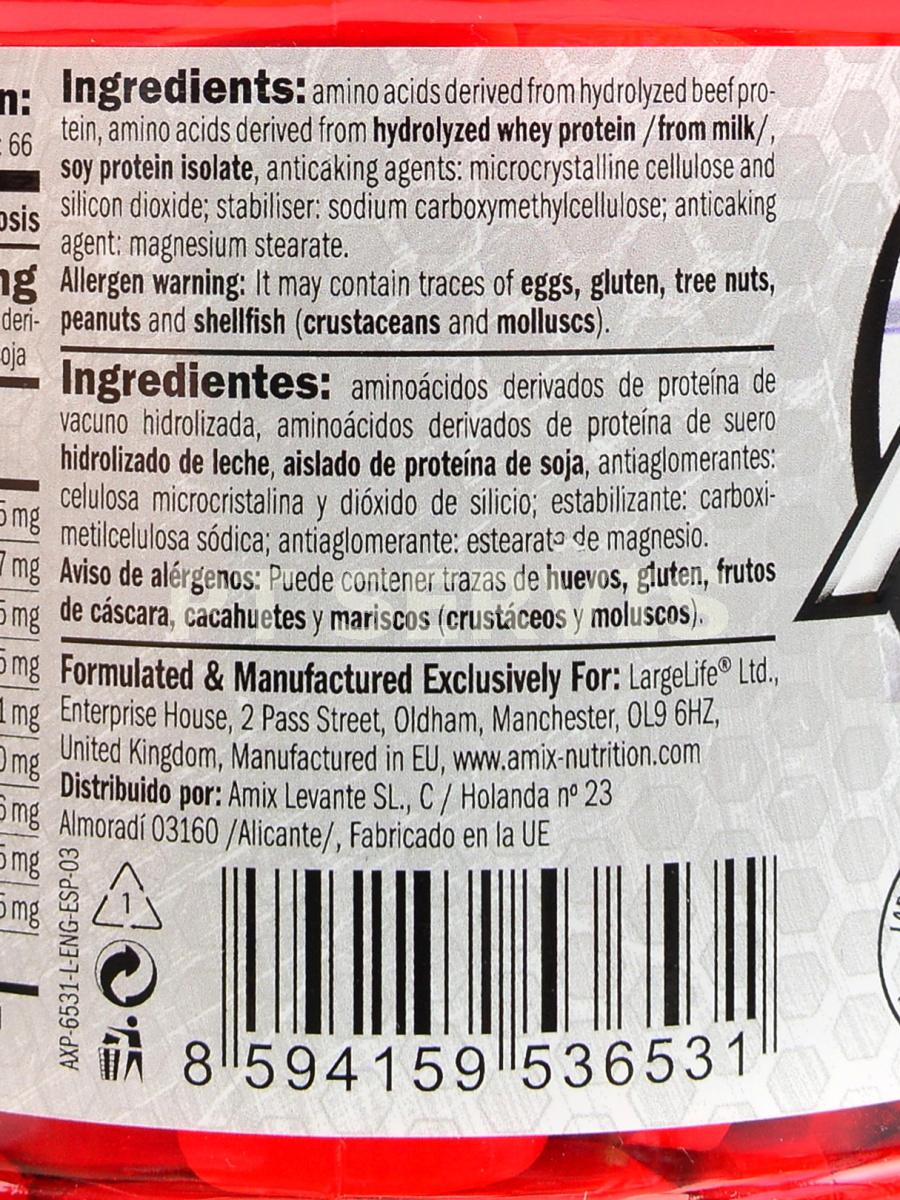 n:
: 66
osis
ng
deri-
oja
5 mg
7 mg
5 mg
5 mg
1 mg
0 mg
5 mg
5 mg
5 mg
Ingredients: amino acids derived from hydrolyzed beef pro-
tein, amino acids derived from hydrolyzed whey protein /from milk/,
soy protein isolate, anticaking agents: microcrystalline cellulose and
silicon dioxide; stabiliser: sodium carboxymethylcellulose; anticaking
agent: magnesium stearate.
Allergen warning: It may contain traces of eggs, gluten, tree nuts,
peanuts and shellfish (crustaceans and molluscs).
Ingredientes: aminoácidos derivados de proteína de
vacuno hidrolizada, aminoácidos derivados de proteína de suero
hidrolizado de leche, aislado de proteína de soja, antiaglomerantes:
celulosa microcristalina y dióxido de silicio; estabilizante: carboxi-
metilcelulosa sódica; antiaglomerante: estearato de magnesio.
Aviso de alérgenos: Puede contener trazas de huevos, gluten, frutos
de cáscara, cacahuetes y mariscos (crustáceos y moluscos).
Formulated & Manufactured Exclusively For: LargeLife® Ltd.,
Enterprise House, 2 Pass Street, Oldham, Manchester, OL9 6HZ,
United Kingdom, Manufactured in EU, www.amix-nutrition.com
Distribuido por: Amix Levante SL., C / Holanda nº 23
Almoradí 03160 /Alicante/, Fabricado en la UE
AXP-6531-L-ENG-ESP-03
1
8 594159 536531